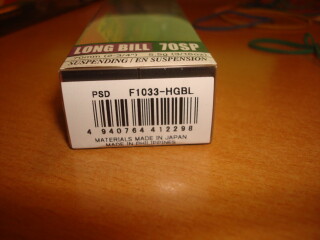 LONG BILL 70SP
SUSPENDING / EN SUSPENSION
PSD F1033-HGBL
4 940764 412298
MATERIALS MADE IN JAPAN
MADE IN PHILIPPINES